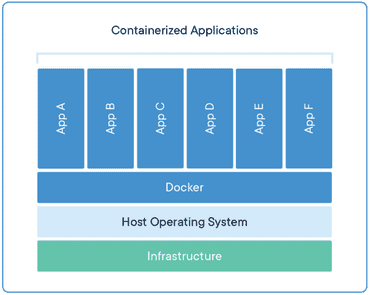 Containerized Applications
App A
App B
App C
App D
App E
App F
Docker
Host Operating System
Infrastructure